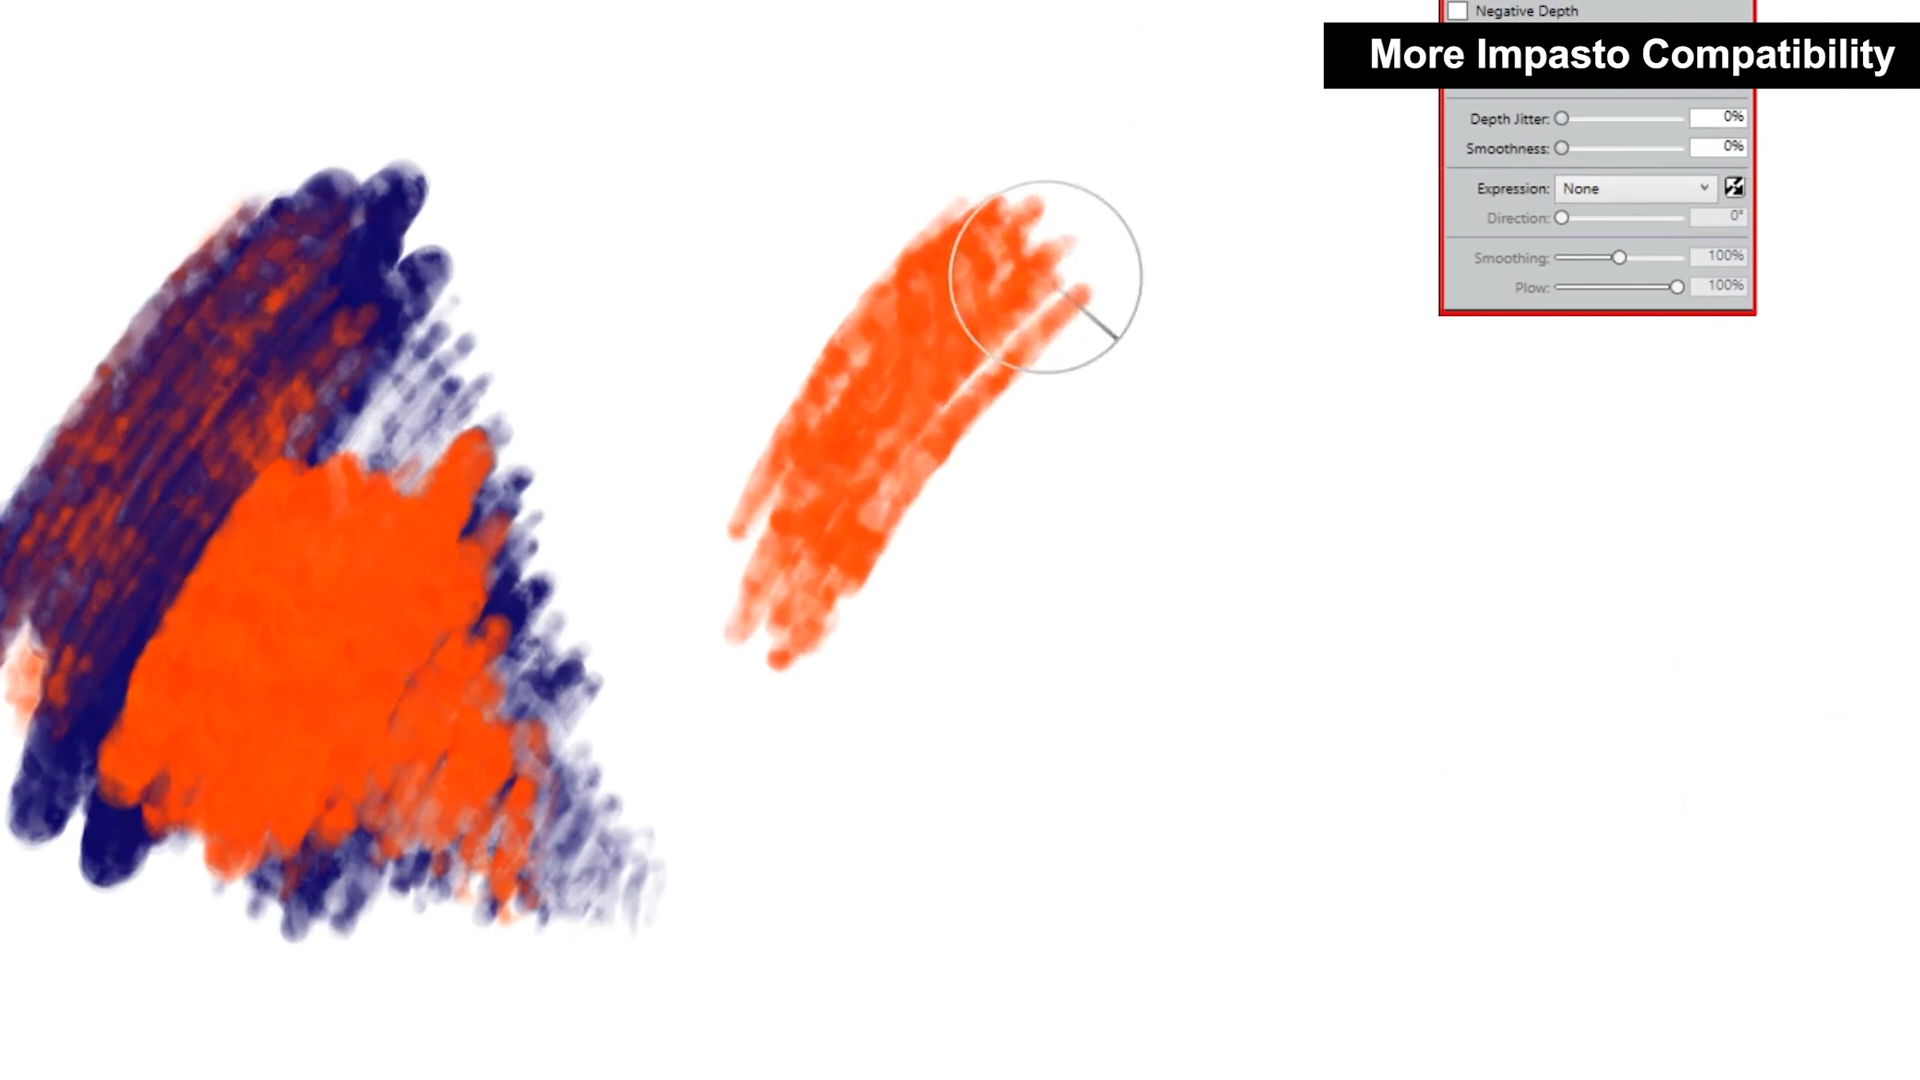 Negative Depth
More Impasto Compatibility
Depth Jitter: 0%
Smoothness: 0%
Expression: None
Direction: 0°
Smoothing: 100%
Plow: 100%